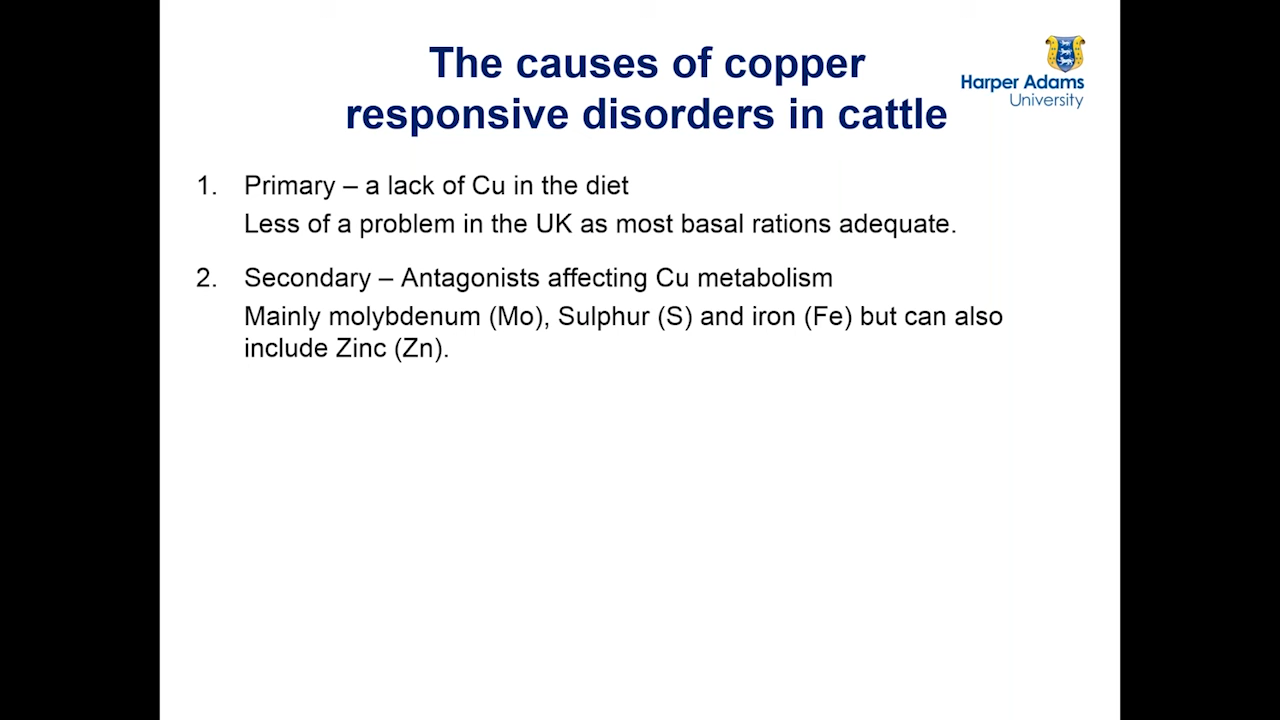 The causes of copper
responsive disorders in cattle
Harper Adams
University
1. Primary – a lack of Cu in the diet
Less of a problem in the UK as most basal rations adequate.
2. Secondary – Antagonists affecting Cu metabolism
Mainly molybdenum (Mo), Sulphur (S) and iron (Fe) but can also
include Zinc (Zn).